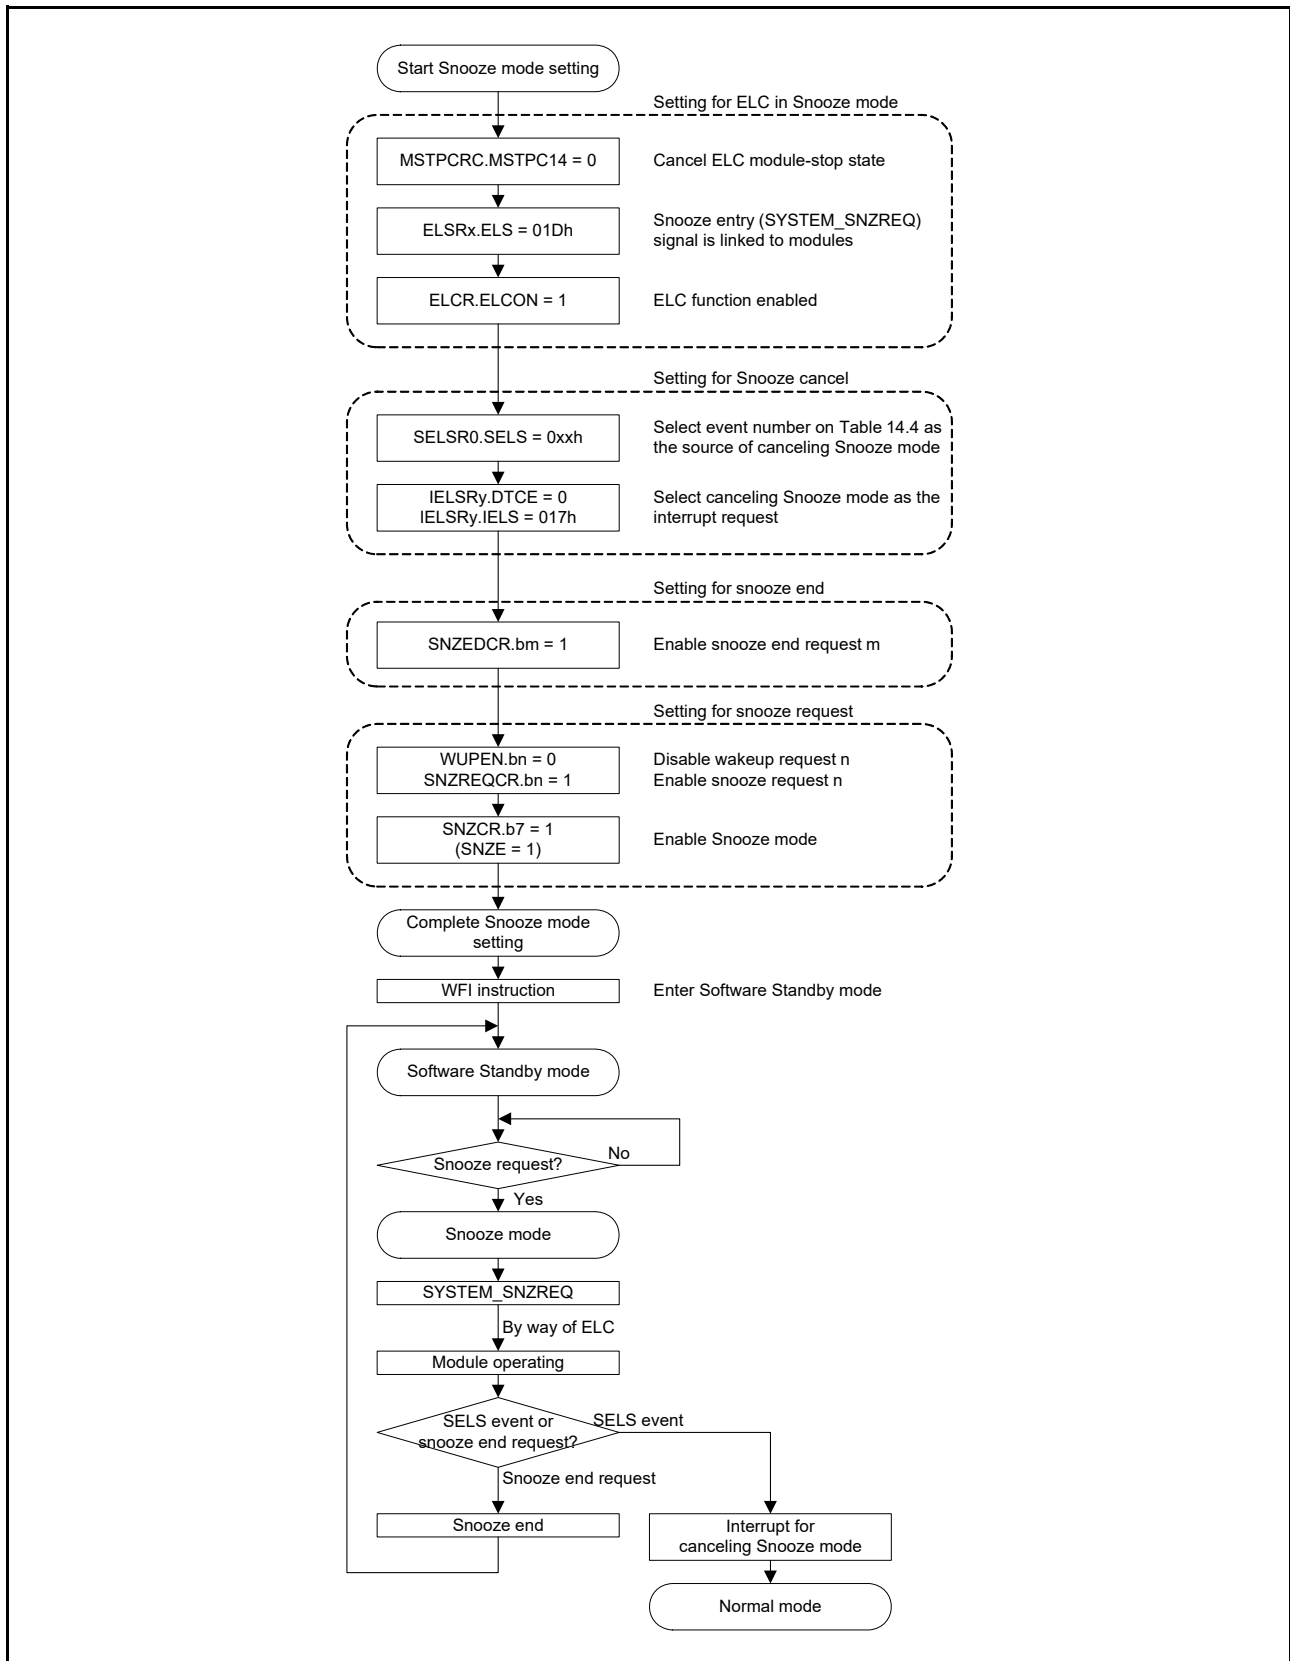 Start Snooze mode setting
Setting for ELC in Snooze mode
MSTPCRC.MSTPC14 = 0
Cancel ELC module-stop state
ELSRx.ELS = 01Dh
Snooze entry (SYSTEM_SNZREQ)
signal is linked to modules
ELCR.ELCON = 1
ELC function enabled
Setting for Snooze cancel
SELSR0.SELS = 0xxh
Select event number on Table 14.4 as
the source of canceling Snooze mode
IELSRy.DTCE = 0
IELSRy.IELS = 017h
Select canceling Snooze mode as the
interrupt request
Setting for snooze end
SNZEDCR.bm = 1
Enable snooze end request m
Setting for snooze request
WUPEN.bn = 0
SNZREQCR.bn = 1
Disable wakeup request n
Enable snooze request n
SNZCR.b7 = 1
(SNZE = 1)
Enable Snooze mode
Complete Snooze mode
setting
WFI instruction
Enter Software Standby mode
Software Standby mode
Snooze request?
No
Yes
Snooze mode
SYSTEM_SNZREQ
By way of ELC
Module operating
SELS event or
snooze end request?
SELS event
Snooze end request
Snooze end
Interrupt for
canceling Snooze mode
Normal mode